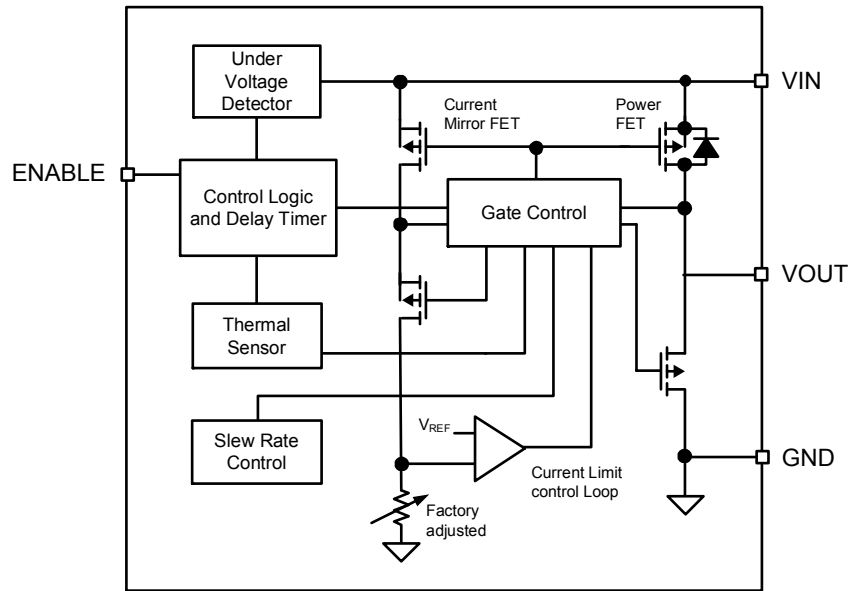 Under
Voltage
Detector
VIN
Current
Mirror FET
Power
FET
ENABLE
Control Logic
and Delay Timer
Gate Control
VOUT
Thermal
Sensor
Slew Rate
Control
VREF
Current Limit
control Loop
GND
Factory
adjusted